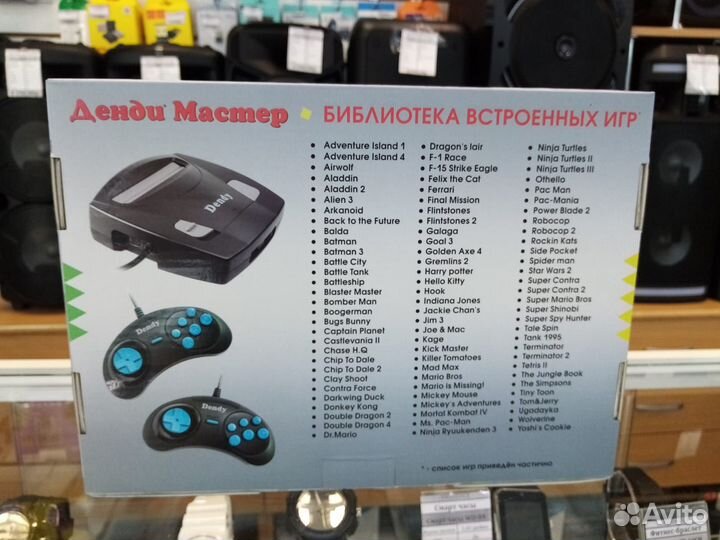 Денди Мастер • БИБЛИОТЕКА ВСТРОЕННЫХ ИГР*
• Adventure Island 1
• Adventure Island 4
• Airwolf
• Aladdin
• Aladdin 2
• Alien 3
• Arkanoid
• Back to the Future
• Balda
• Batman
• Batman 3
• Battle City
• Battle Tank
• Battleship
• Blaster Master
• Bomber Man
• Boogerman
• Bugs Bunny
• Captain Planet
• Castlevania II
• Chase H.Q
• Chip To Dale
• Chip To Dale 2
• Clay Shoot
• Contra Force
• Darkwing Duck
• Donkey Kong
• Double Dragon 2
• Double Dragon 4
• Dr.Mario
• Dragon's lair
• F-1 Race
• F-15 Strike Eagle
• Felix the Cat
• Ferrari
• Final Mission
• Flintstones
• Flintstones 2
• Galaga
• Goal 3
• Golden Axe 4
• Gremlins 2
• Harry potter
• Hello Kitty
• Hook
• Indiana Jones
• Jackie Chan's
• Jim 3
• Joe & Mac
• Kage
• Kick Master
• Killer Tomatoes
• Mad Max
• Mario Bros
• Mario is Missing!
• Mickey Mouse
• Mickey's Adventures
• Mortal Kombat IV
• Ms. Pac-Man
• Ninja Ryuukenden 3
• Ninja Turtles
• Ninja Turtles II
• Ninja Turtles III
• Othello
• Pac Man
• Pac-Mania
• Power Blade 2
• Robocop
• Robocop 2
• Rockin Kats
• Side Pocket
• Spider man
• Star Wars 2
• Super Contra
• Super Contra 2
• Super Mario Bros
• Super Shinobi
• Super Spy Hunter
• Tale Spin
• Tank 1995
• Terminator
• Terminator 2
• Tetris II
• The Jungle Book
• The Simpsons
• Tiny Toon
• Tom&Jerry
• Ugadayka
• Wolverine
• Yoshi's Cookie
* - список игр приведён частично
Dendy
Dendy
Dendy
Смарт часы
Смарт часы
Фитнес браслет
Avito